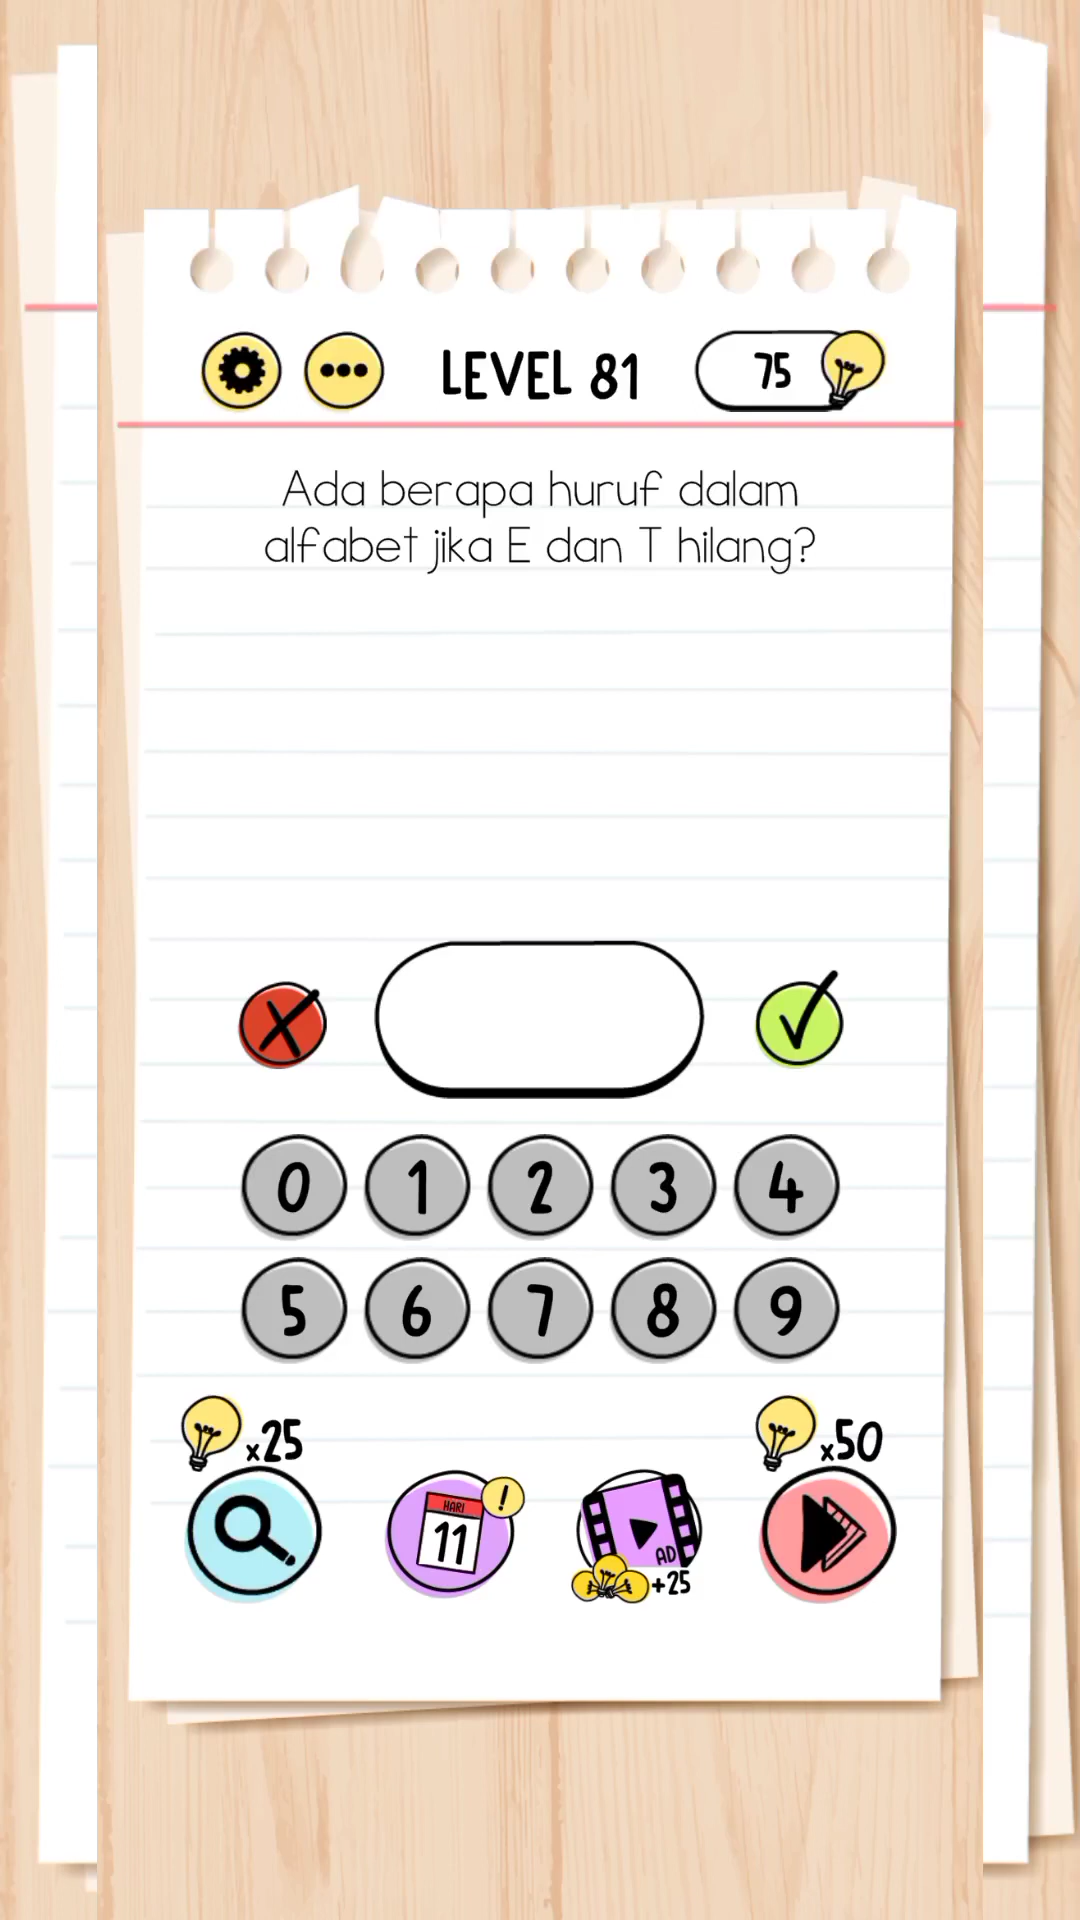 LEVEL 81
75
Ada berapa huruf dalam
alfabet jika E dan T hilang?
0 1 2 3 4
5 6 7 8 9
x25
x50
HARI
11
!
AD
+25